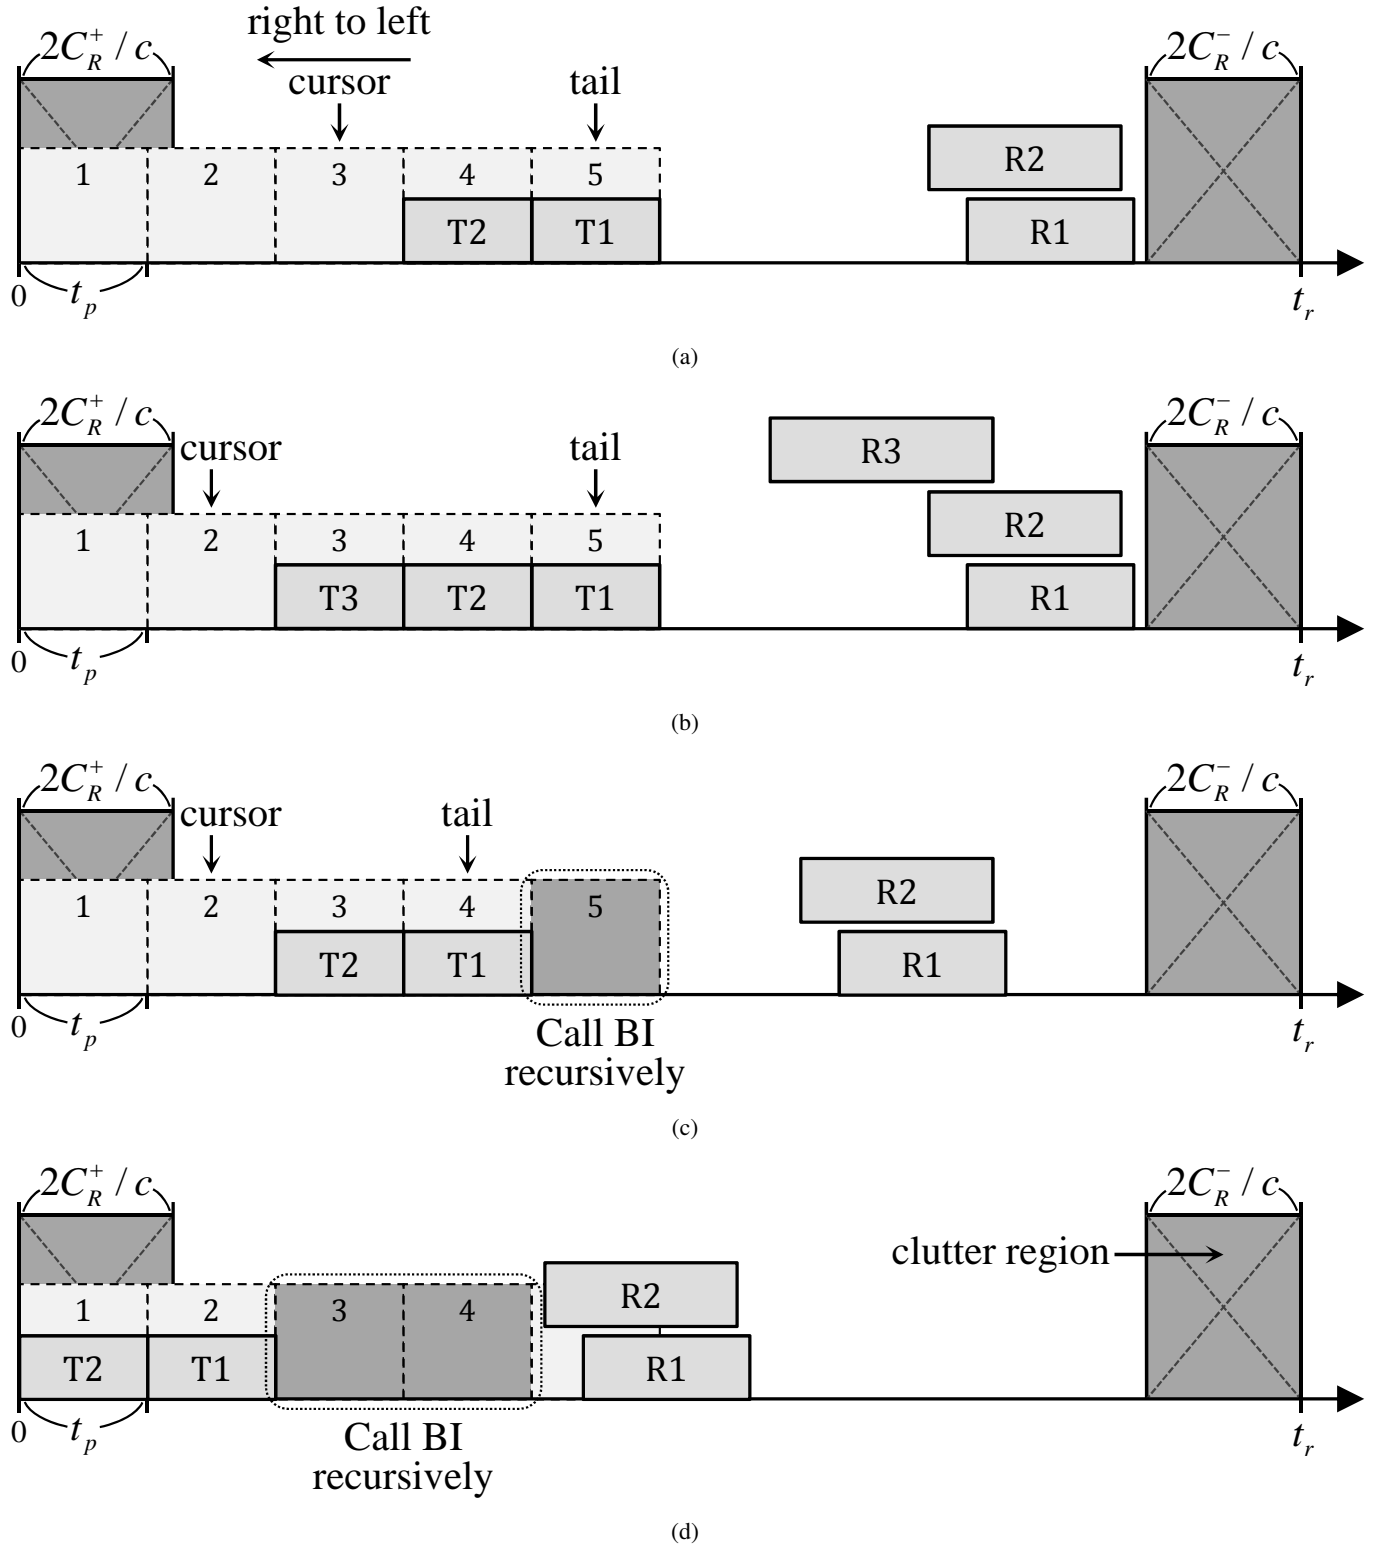 right to left
2C_R^+ / c
cursor
tail
2C_R^- / c
1 2 3 4 5
R2
T2 T1
R1
0
t_p
t_r
(a)
2C_R^+ / c
cursor
tail
2C_R^- / c
R3
1 2 3 4 5
R2
T3 T2 T1
R1
0
t_p
t_r
(b)
2C_R^+ / c
cursor
tail
2C_R^- / c
1 2 3 4 5
R2
T2 T1
R1
0
t_p
t_r
Call BI
recursively
(c)
2C_R^+ / c
2C_R^- / c
clutter region
1 2 3 4
R2
T2 T1
R1
0
t_p
t_r
Call BI
recursively
(d)